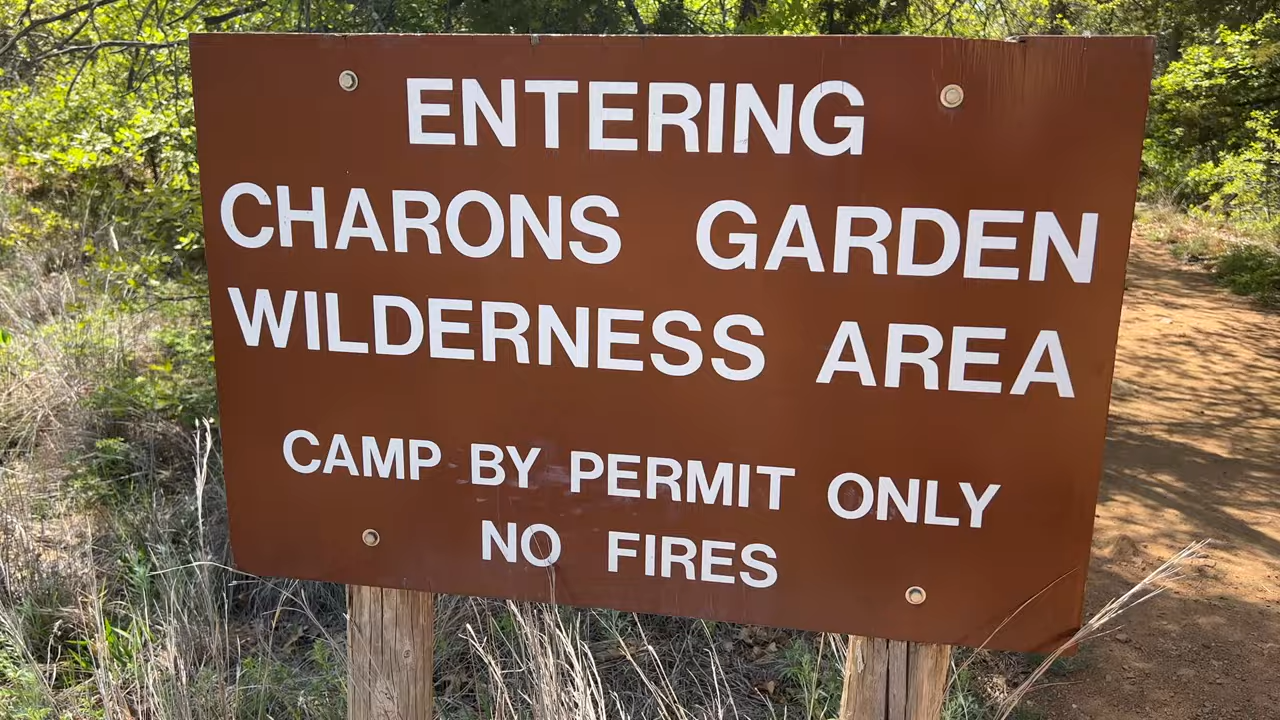 ENTERING
CHARONS GARDEN
WILDERNESS AREA
CAMP BY PERMIT ONLY
NO FIRES